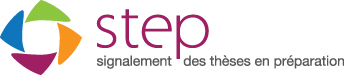 step
signalement des thèses en préparation